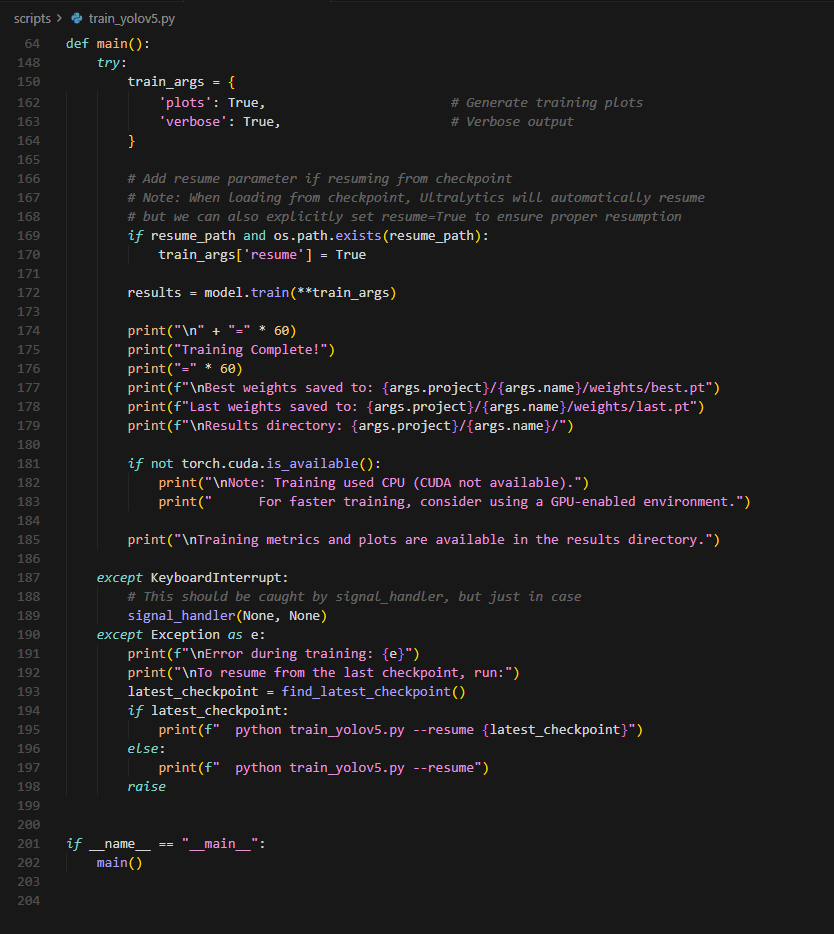 scripts > train_yolov5.py
64 def main():
148     try:
150         train_args = {
162             'plots': True,                        # Generate training plots
163             'verbose': True,                      # Verbose output
164         }
165
166         # Add resume parameter if resuming from checkpoint
167         # Note: When loading from checkpoint, Ultralytics will automatically resume
168         # but we can also explicitly set resume=True to ensure proper resumption
169         if resume_path and os.path.exists(resume_path):
170             train_args['resume'] = True
171
172         results = model.train(**train_args)
173
174         print("\n" + "=" * 60)
175         print("Training Complete!")
176         print("=" * 60)
177         print(f"\nBest weights saved to: {args.project}/{args.name}/weights/best.pt")
178         print(f"Last weights saved to: {args.project}/{args.name}/weights/last.pt")
179         print(f"\nResults directory: {args.project}/{args.name}/")
180
181         if not torch.cuda.is_available():
182             print("\nNote: Training used CPU (CUDA not available).")
183             print("      For faster training, consider using a GPU-enabled environment.")
184
185         print("\nTraining metrics and plots are available in the results directory.")
186
187     except KeyboardInterrupt:
188         # This should be caught by signal_handler, but just in case
189         signal_handler(None, None)
190     except Exception as e:
191         print(f"\nError during training: {e}")
192         print("\nTo resume from the last checkpoint, run:")
193         latest_checkpoint = find_latest_checkpoint()
194         if latest_checkpoint:
195             print(f"  python train_yolov5.py --resume {latest_checkpoint}")
196         else:
197             print(f"  python train_yolov5.py --resume")
198         raise
199
200
201 if __name__ == "__main__":
202     main()
203
204